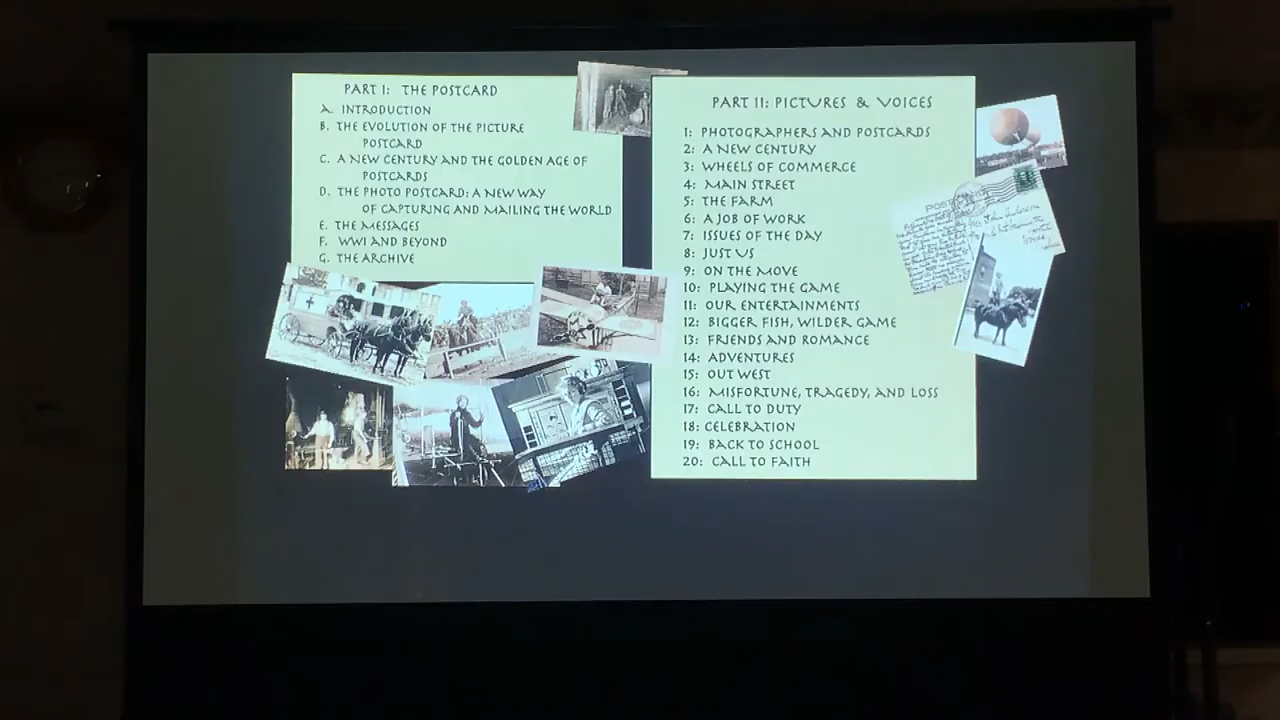 PART I: THE POSTCARD
A. INTRODUCTION
B. THE EVOLUTION OF THE PICTURE
POSTCARD
C. A NEW CENTURY AND THE GOLDEN AGE OF
POSTCARDS
D. THE PHOTO POSTCARD: A NEW WAY
OF CAPTURING AND MAILING THE WORLD
E. THE MESSAGES
F. WWI AND BEYOND
G. THE ARCHIVE
PART II: PICTURES & VOICES
1: PHOTOGRAPHERS AND POSTCARDS
2: A NEW CENTURY
3: WHEELS OF COMMERCE
4: MAIN STREET
5: THE FARM
6: A JOB OF WORK
7: ISSUES OF THE DAY
8: JUST US
9: ON THE MOVE
10: PLAYING THE GAME
11: OUR ENTERTAINMENTS
12: BIGGER FISH, WILDER GAME
13: FRIENDS AND ROMANCE
14: ADVENTURES
15: OUT WEST
16: MISFORTUNE, TRAGEDY, AND LOSS
17: CALL TO DUTY
18: CELEBRATION
19: BACK TO SCHOOL
20: CALL TO FAITH